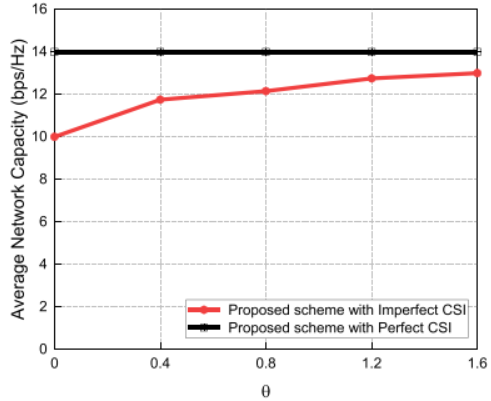 16
14
12
10
8
6
4
2
0
Average Network Capacity (bps/Hz)
Proposed scheme with Imperfect CSI
Proposed scheme with Perfect CSI
0 0.4 0.8 1.2 1.6
θ